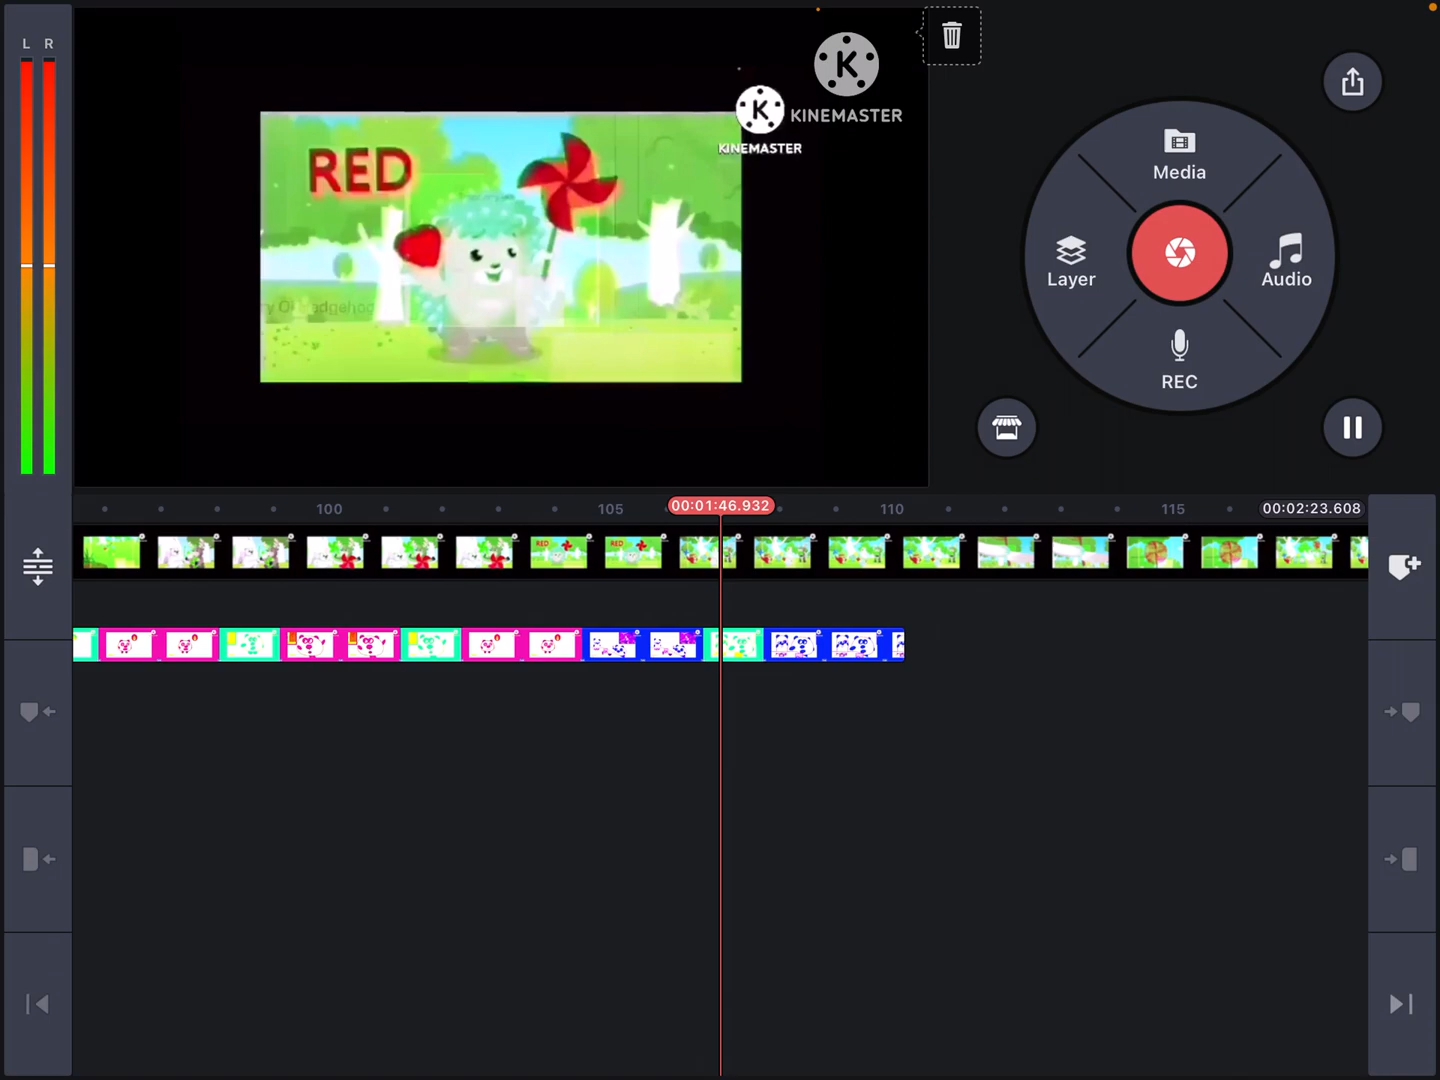 L R
KINEMASTER
KINEMASTER
RED
Media
Layer
Audio
REC
100
105
00:01:46.932
110
115
00:02:23.608